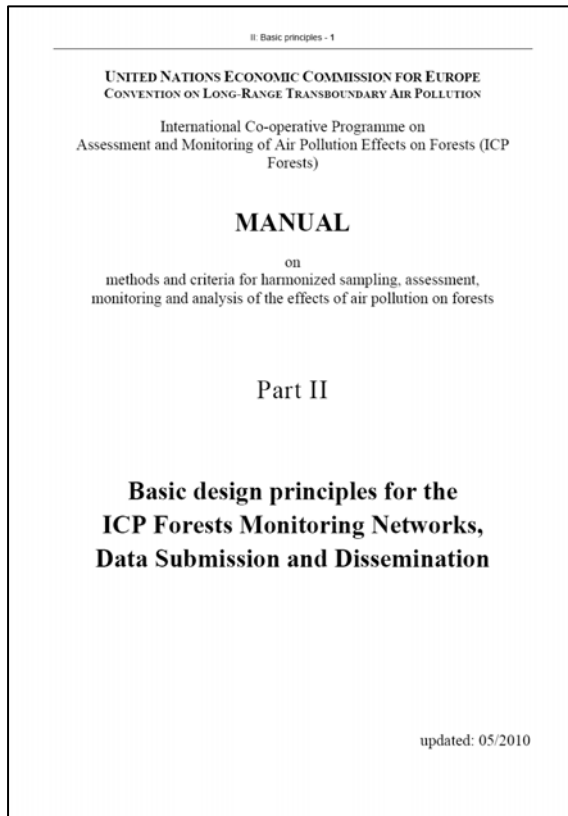 II: Basic principles - 1
UNITED NATIONS ECONOMIC COMMISSION FOR EUROPE
CONVENTION ON LONG-RANGE TRANSBOUNDARY AIR POLLUTION
International Co-operative Programme on
Assessment and Monitoring of Air Pollution Effects on Forests (ICP
Forests)
MANUAL
on
methods and criteria for harmonized sampling, assessment,
monitoring and analysis of the effects of air pollution on forests
Part II
Basic design principles for the
ICP Forests Monitoring Networks,
Data Submission and Dissemination
updated: 05/2010